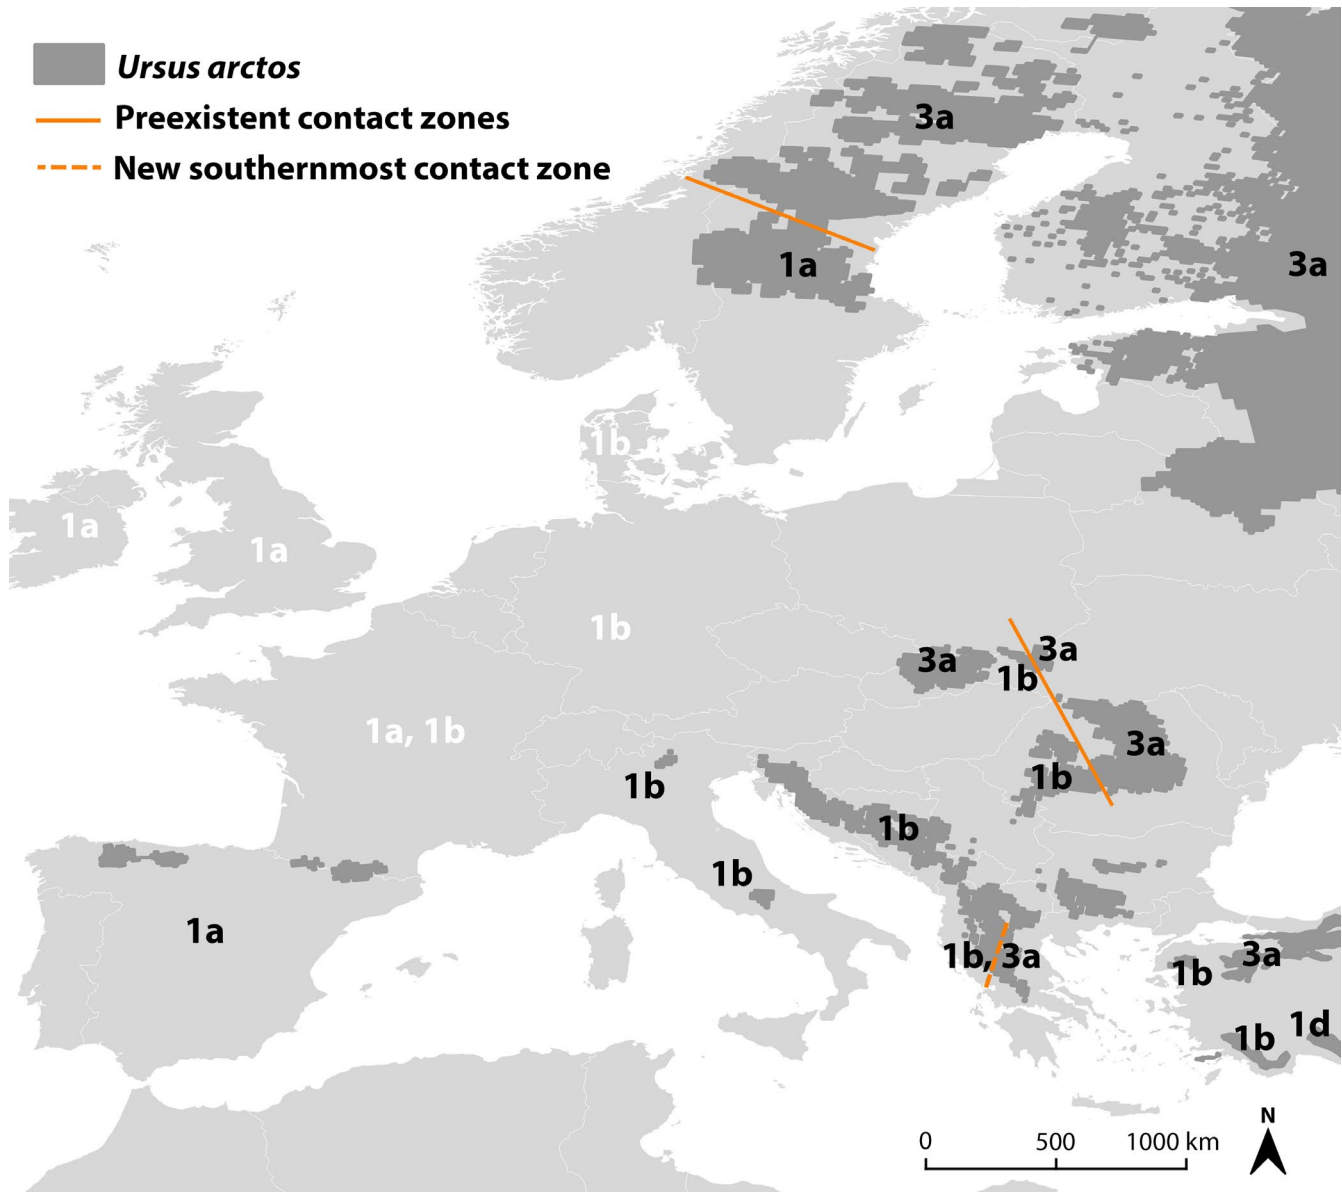 Ursus arctos
Preexistent contact zones
New southernmost contact zone
3a
1a
3a
1b
1a
1a
1b
3a
3a
1b
1a, 1b
3a
1b
1b
1b
1b
1a
1b, 3a
3a
1b
1d
1b
N
0 500 1000 km